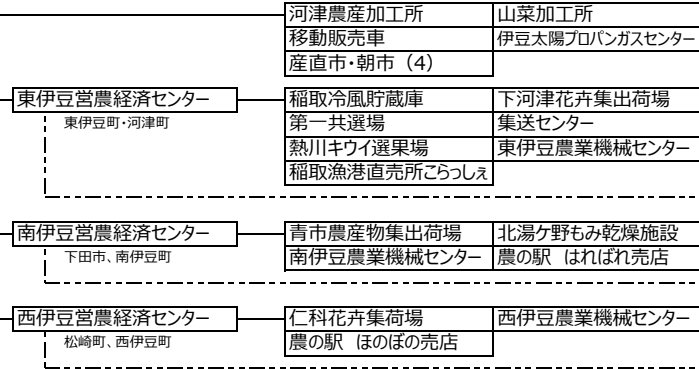 河津農産加工所 山菜加工所
移動販売車 伊豆太陽プロパンガスセンター
産直市・朝市（4）
東伊豆営農経済センター 稲取冷風貯蔵庫 下河津花卉集出荷場
東伊豆町・河津町 第一共選場 集送センター
熱川キウイ選果場 東伊豆農業機械センター
稲取漁港直売所こらっしぇ
南伊豆営農経済センター 青市農産物集出荷場 北湯ケ野もみ乾燥施設
下田市、南伊豆町 南伊豆農業機械センター 農の駅　はればれ売店
西伊豆営農経済センター 仁科花卉集荷場 西伊豆農業機械センター
松崎町、西伊豆町 農の駅　ほのぼの売店